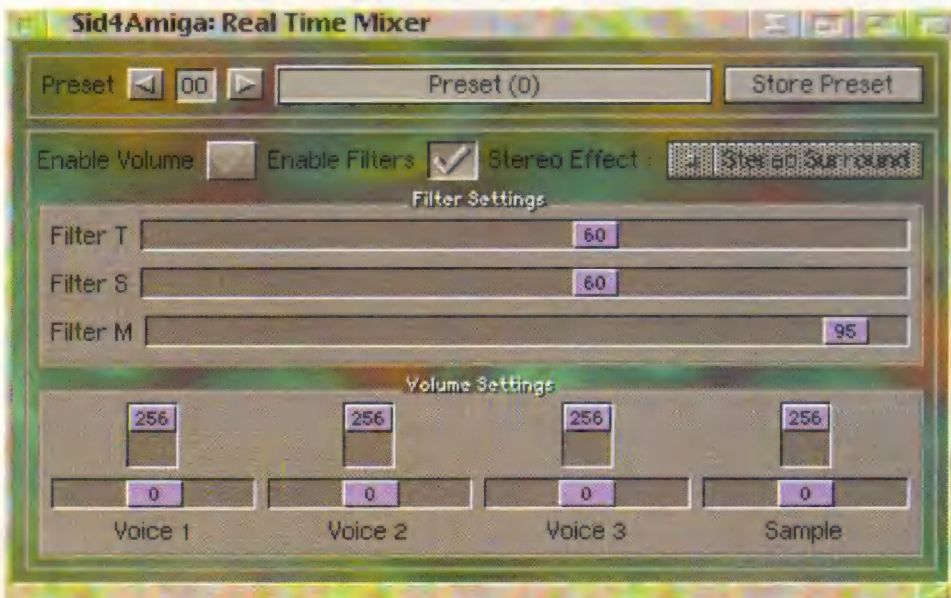 Sid4Amiga: Real Time Mixer
Preset 00 Preset (0) Store Preset
Enable Volume Enable Filters Stereo Effect : Stereo Surround
Filter Settings
Filter T 60
Filter S 60
Filter M 95
Volume Settings
256 256 256 256
0 0 0 0
Voice 1 Voice 2 Voice 3 Sample